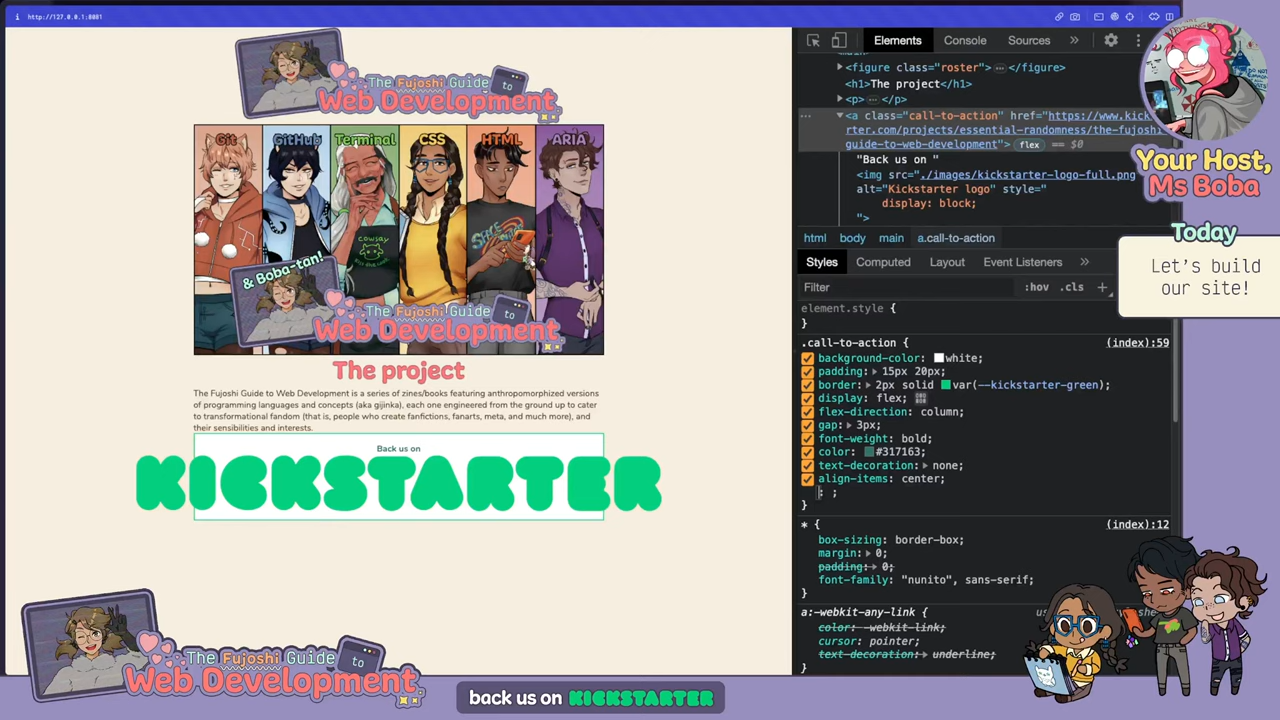 http://127.0.0.1:8081
The Fujoshi Guide to
Web Development
Git GitHub Terminal CSS HTML ARIA
cowsay
& Boba-tan!
The Fujoshi Guide to
Web Development
The project
The Fujoshi Guide to Web Development is a series of zines/books featuring anthropomorphized versions
of programming languages and concepts (aka gijinka), each one engineered from the ground up to cater
to transformational fandom (that is, people who create fanfictions, fanarts, meta, and much more), and
their sensibilities and interests.
Back us on
KICKSTARTER
Elements Console Sources »
<figure class="roster"> … </figure>
<h1>The project</h1>
<p> … </p>
<a class="call-to-action" href="https://www.kick
rter.com/projects/essential-randomness/the-fujoshi
guide-to-web-development"> flex == $0
"Back us on "
<img src="./images/kickstarter-logo-full.png
alt="Kickstarter logo" style="
display: block;
">
html body main a.call-to-action
Styles Computed Layout Event Listeners »
Filter :hov .cls +
element.style {
}
.call-to-action { (index):59
background-color: white;
padding: 15px 20px;
border: 2px solid var(--kickstarter-green);
display: flex;
flex-direction: column;
gap: 3px;
font-weight: bold;
color: #317163;
text-decoration: none;
align-items: center;
: ;
}
* { (index):12
box-sizing: border-box;
margin: 0;
padding: 0;
font-family: "nunito", sans-serif;
}
a:-webkit-any-link {
color: -webkit-link;
cursor: pointer;
text-decoration: underline;
}
Your Host,
Ms Boba
Today
Let's build
our site!
The Fujoshi Guide to
Web Development
back us on KICKSTARTER